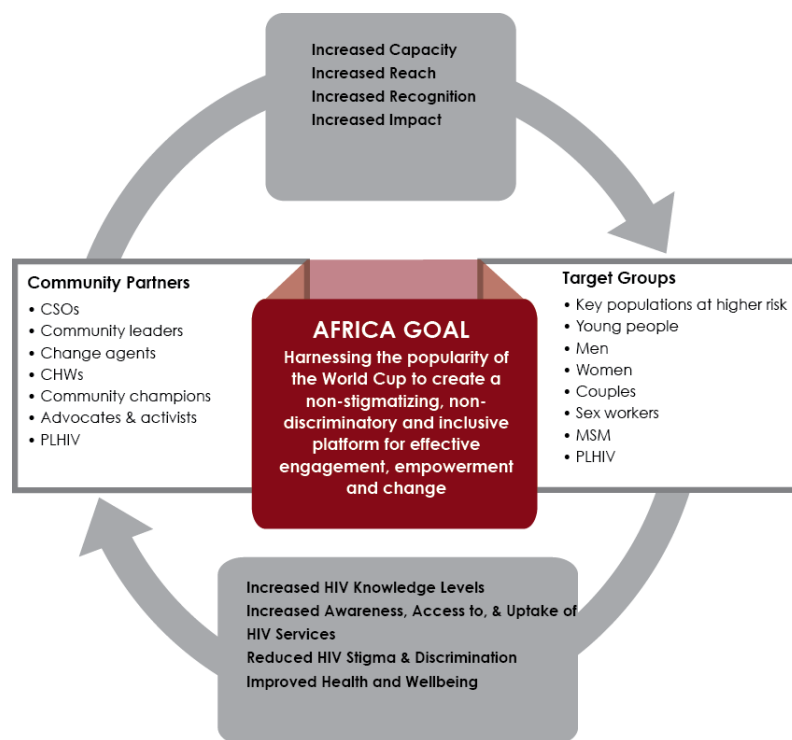 Increased Capacity
Increased Reach
Increased Recognition
Increased Impact
Community Partners
• CSOs
• Community leaders
• Change agents
• CHWs
• Community champions
• Advocates & activists
• PLHIV
AFRICA GOAL
Harnessing the popularity of
the World Cup to create a
non-stigmatizing, non-
discriminatory and inclusive
platform for effective
engagement, empowerment
and change
Target Groups
• Key populations at higher risk
• Young people
• Men
• Women
• Couples
• Sex workers
• MSM
• PLHIV
Increased HIV Knowledge Levels
Increased Awareness, Access to, & Uptake of
HIV Services
Reduced HIV Stigma & Discrimination
Improved Health and Wellbeing